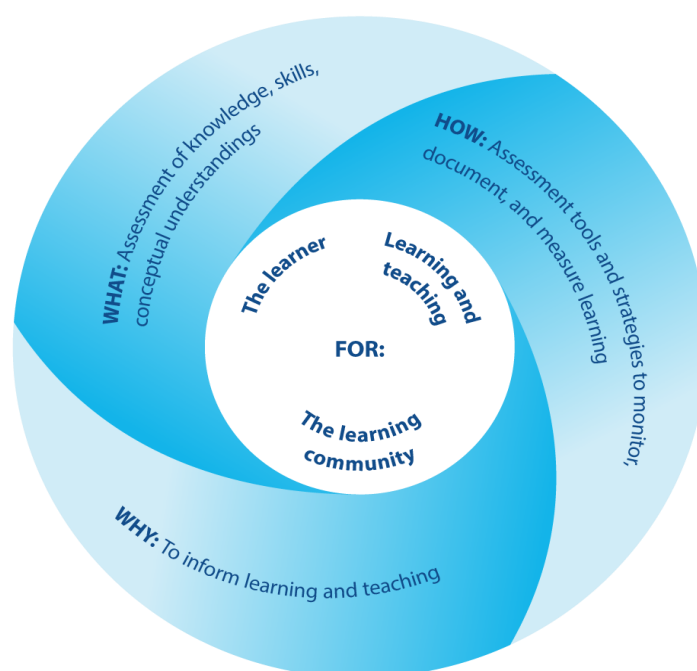 WHAT: Assessment of knowledge, skills,
conceptual understandings
HOW: Assessment tools and strategies to monitor,
document, and measure learning
The learner
Learning and
teaching
FOR:
The learning
community
WHY: To inform learning and teaching